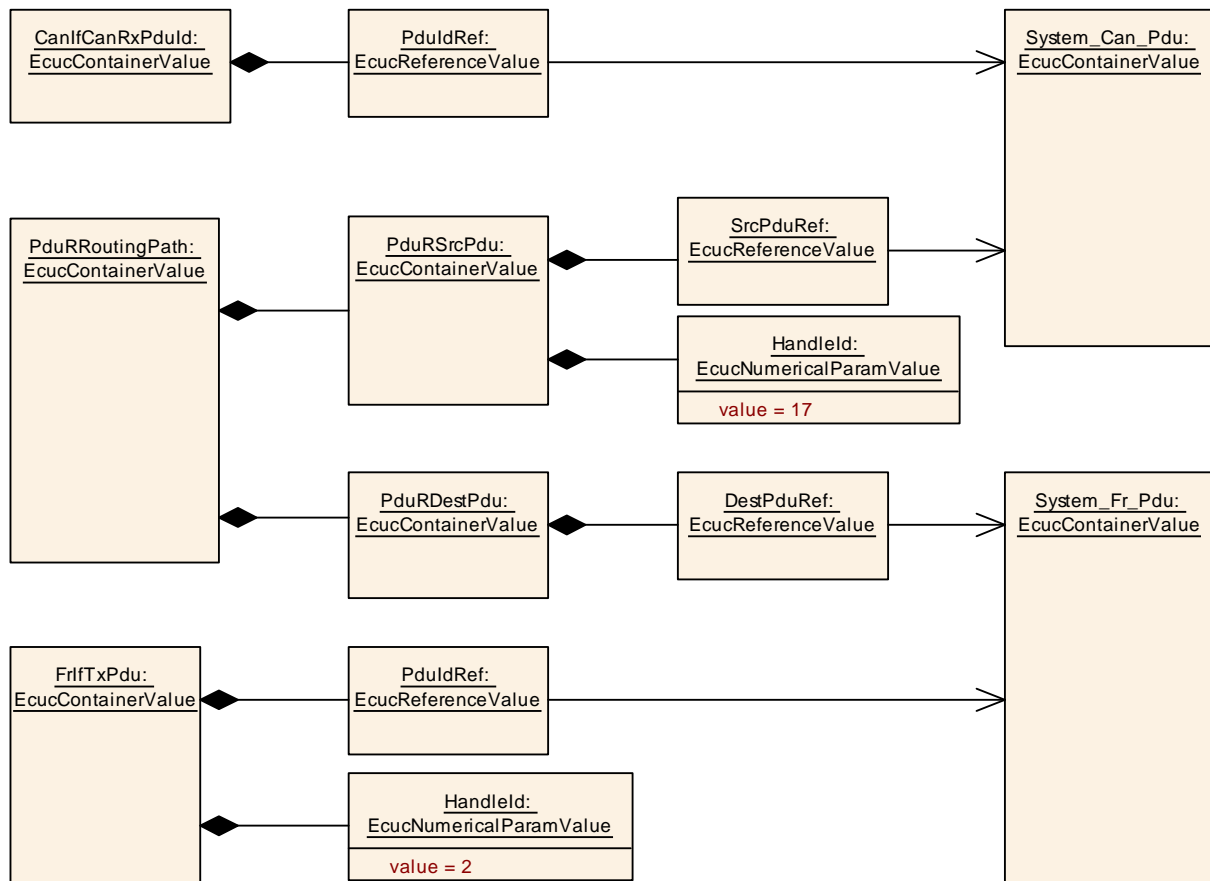 CanIfCanRxPduId:
EcucContainerValue
PduIdRef:
EcucReferenceValue
System_Can_Pdu:
EcucContainerValue
PduRRoutingPath:
EcucContainerValue
PduRSrcPdu:
EcucContainerValue
SrcPduRef:
EcucReferenceValue
HandleId:
EcucNumericalParamValue
value = 17
PduRDestPdu:
EcucContainerValue
DestPduRef:
EcucReferenceValue
System_Fr_Pdu:
EcucContainerValue
FrIfTxPdu:
EcucContainerValue
PduIdRef:
EcucReferenceValue
HandleId:
EcucNumericalParamValue
value = 2